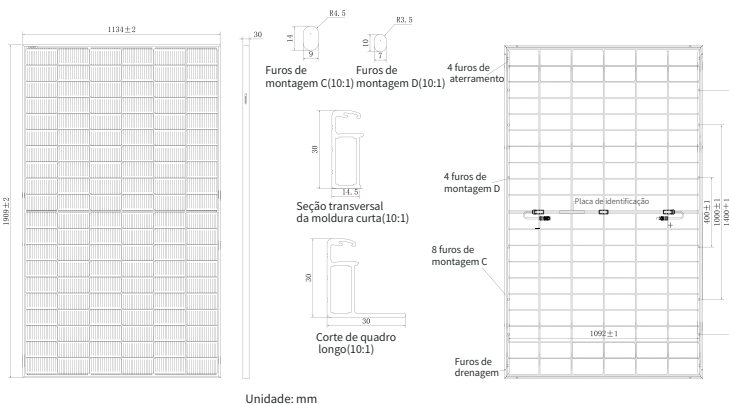 1134±2
30
1909±2
R4.5
14
9
R3.5
10
7
Furos de
montagem C(10:1)
Furos de
montagem D(10:1)
30
14.5
Seção transversal
da moldura curta(10:1)
30
30
Corte de quadro
longo(10:1)
4 furos de
aterramento
4 furos de
montagem D
Placa de identificação
-
+
8 furos de
montagem C
400±1
1000±1
1400±1
1092±1
Furos de
drenagem
Unidade: mm